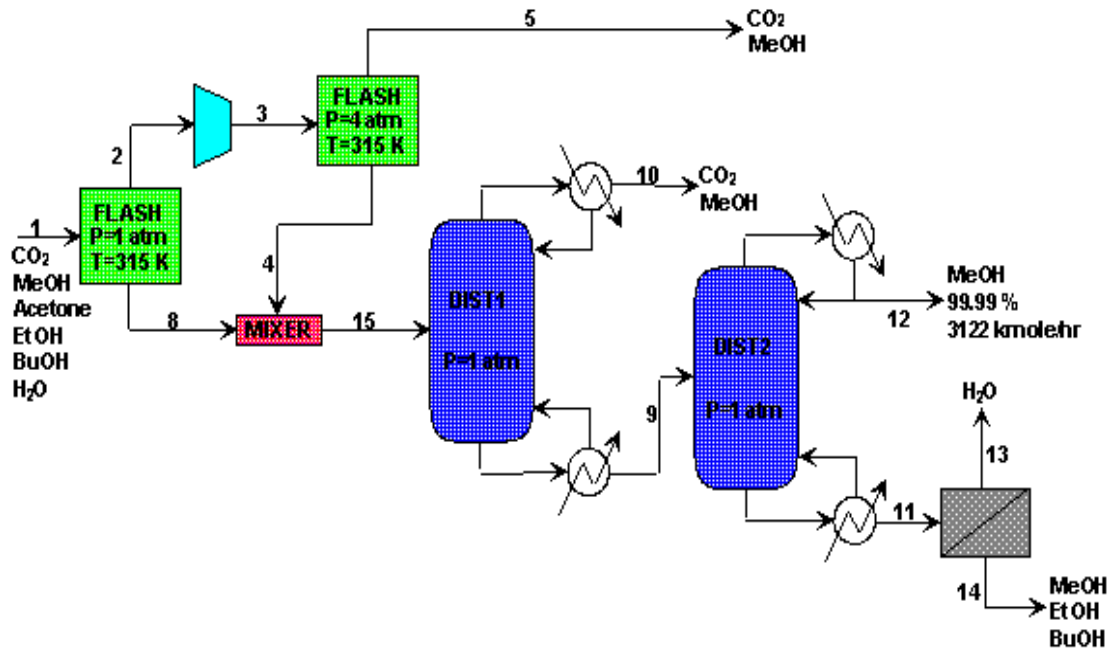 5
CO₂
MeOH
FLASH
P=4 atm
T=315 K
3
2
10
CO₂
MeOH
1
FLASH
P=1 atm
T=315 K
CO₂
MeOH
Acetone
EtOH
BuOH
H₂O
4
8
MIXER
15
DIST1
P=1 atm
9
DIST2
P=1 atm
12
MeOH
99.99 %
3122 kmole/hr
H₂O
13
11
14
MeOH
EtOH
BuOH